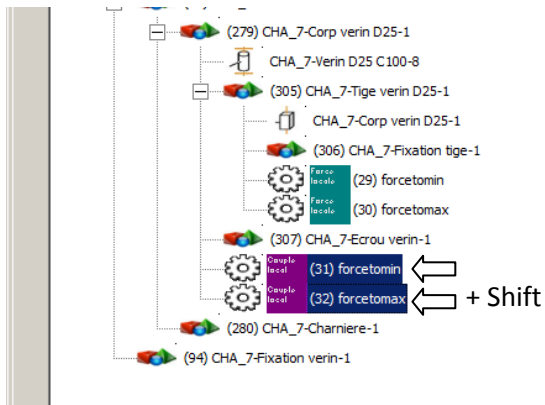 (279) CHA_7-Corp verin D25-1
CHA_7-Verin D25 C100-8
(305) CHA_7-Tige verin D25-1
CHA_7-Corp verin D25-1
(306) CHA_7-Fixation tige-1
Force locale (29) forcetomin
Force locale (30) forcetomax
(307) CHA_7-Ecrou verin-1
Couple local (31) forcetomin
Couple local (32) forcetomax + Shift
(280) CHA_7-Charniere-1
(94) CHA_7-Fixation verin-1